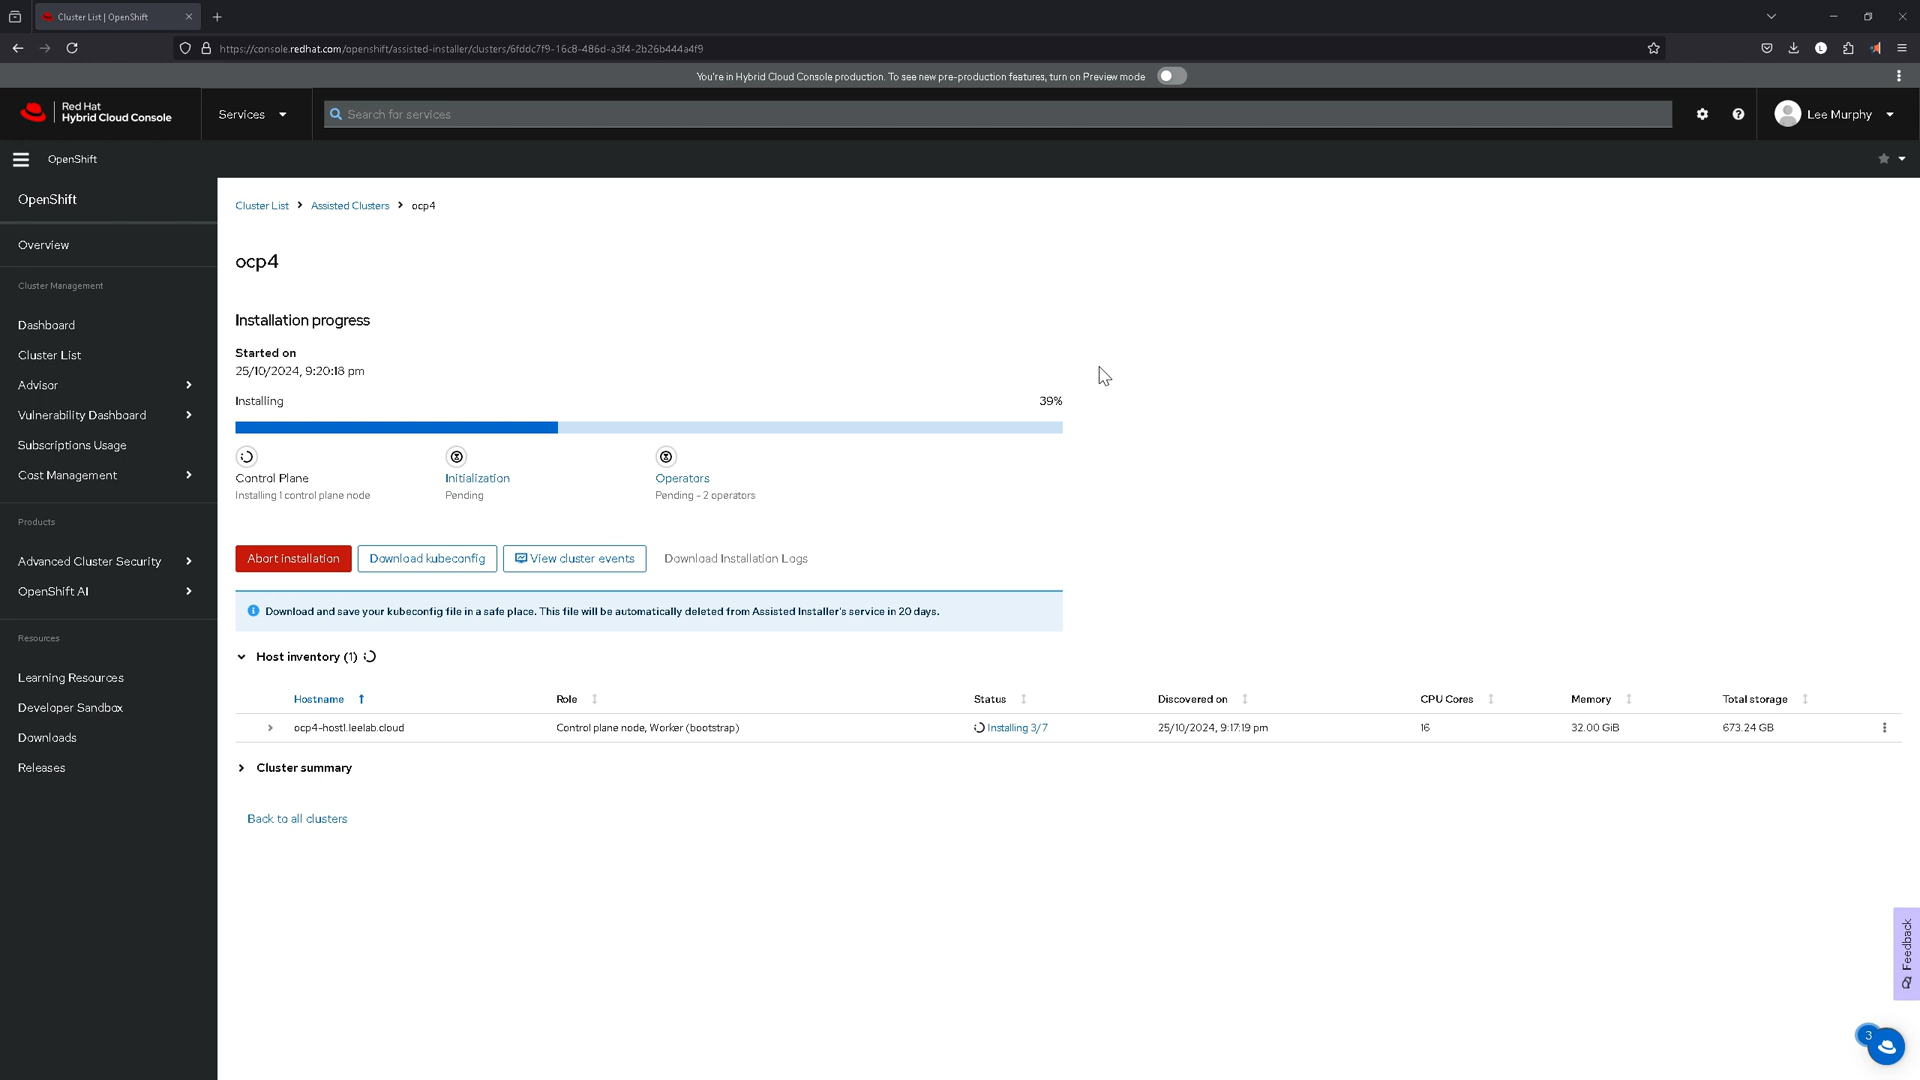 Cluster List | OpenShift
https://console.redhat.com/openshift/assisted-installer/clusters/6fddc7f9-16c8-486d-a3f4-2b26b444a4f9
You're in Hybrid Cloud Console production. To see new pre-production features, turn on Preview mode
Red Hat
Hybrid Cloud Console
Services
Search for services
Lee Murphy
OpenShift
OpenShift
Overview
Cluster Management
Dashboard
Cluster List
Advisor
Vulnerability Dashboard
Subscriptions Usage
Cost Management
Products
Advanced Cluster Security
OpenShift AI
Resources
Learning Resources
Developer Sandbox
Downloads
Releases
Cluster List > Assisted Clusters > ocp4
ocp4
Installation progress
Started on
25/10/2024, 9:20:18 pm
Installing 39%
Control Plane
Installing 1 control plane node
Initialization
Pending
Operators
Pending - 2 operators
Abort installation Download kubeconfig View cluster events Download Installation Logs
Download and save your kubeconfig file in a safe place. This file will be automatically deleted from Assisted Installer's service in 20 days.
Host inventory (1)
Hostname Role Status Discovered on CPU Cores Memory Total storage
ocp4-host1.leelab.cloud Control plane node, Worker (bootstrap) Installing 3/7 25/10/2024, 9:17:19 pm 16 32.00 GiB 673.24 GB
Cluster summary
Back to all clusters
Feedback
3